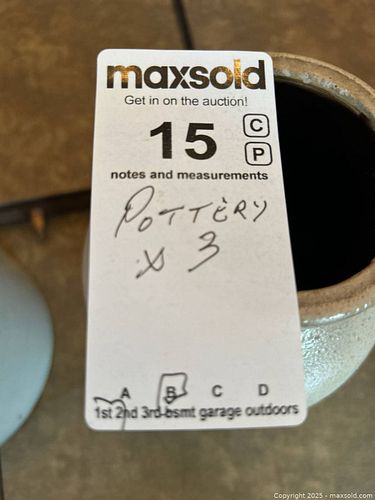 maxsold
Get in on the auction!
15 C
P
notes and measurements
POTTERY
x 3
A B C D
1st 2nd 3rd bsmt garage outdoors
Copyright 2025 - maxsold.com